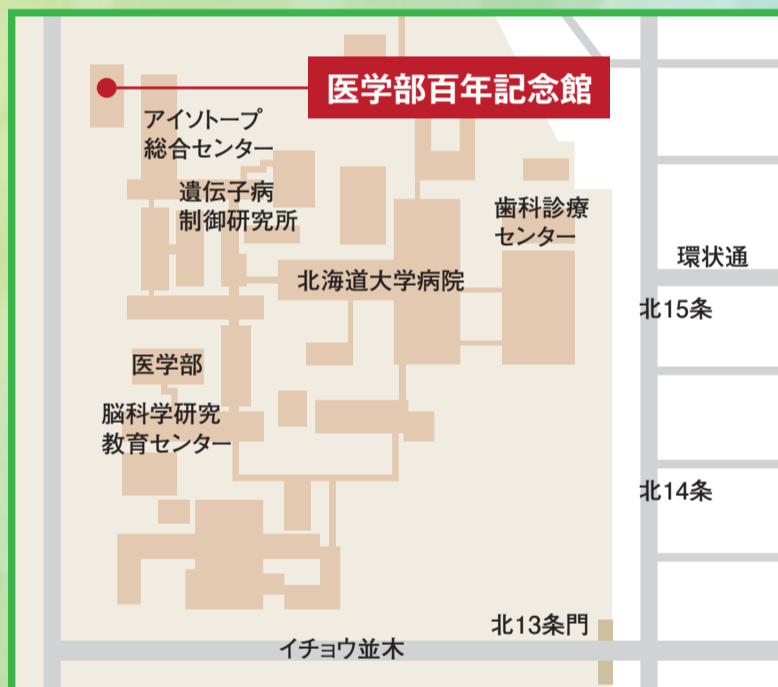 医学部百年記念館
アイソトープ
総合センター
遺伝子病
制御研究所
歯科診療
センター
環状通
北海道大学病院
北15条
医学部
脳科学研究
教育センター
北14条
北13条門
イチョウ並木